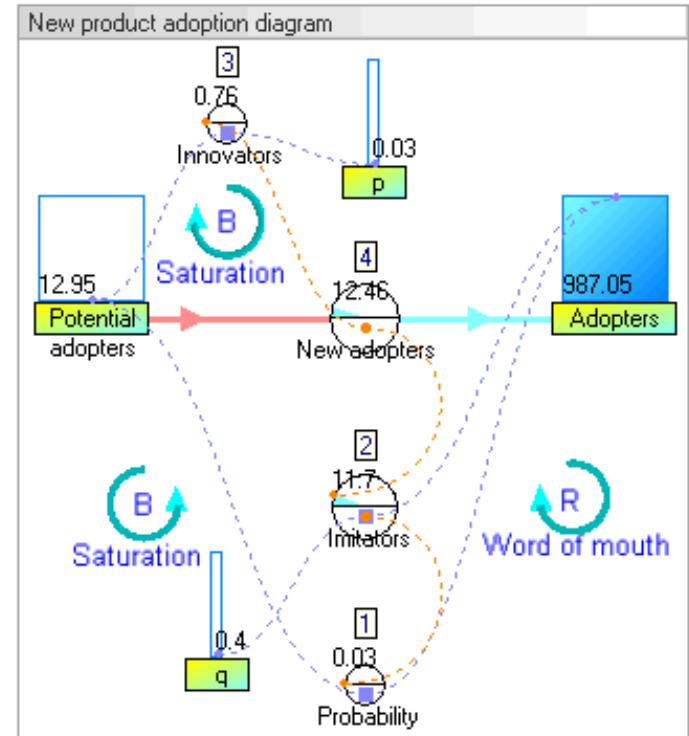 New product adoption diagram
3
0.76
Innovators
0.03
p
B
Saturation
4
12.95
12.46
987.05
Potential
adopters
New adopters
Adopters
2
11.7
Imitators
B
Saturation
R
Word of mouth
0.4
q
1
0.03
Probability